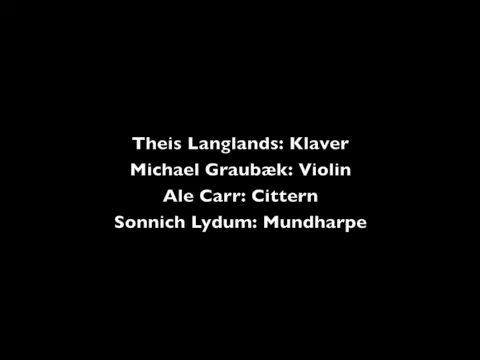 Theis Langlands: Klaver
Michael Graubæk: Violin
Ale Carr: Cittern
Sonnich Lydum: Mundharpe